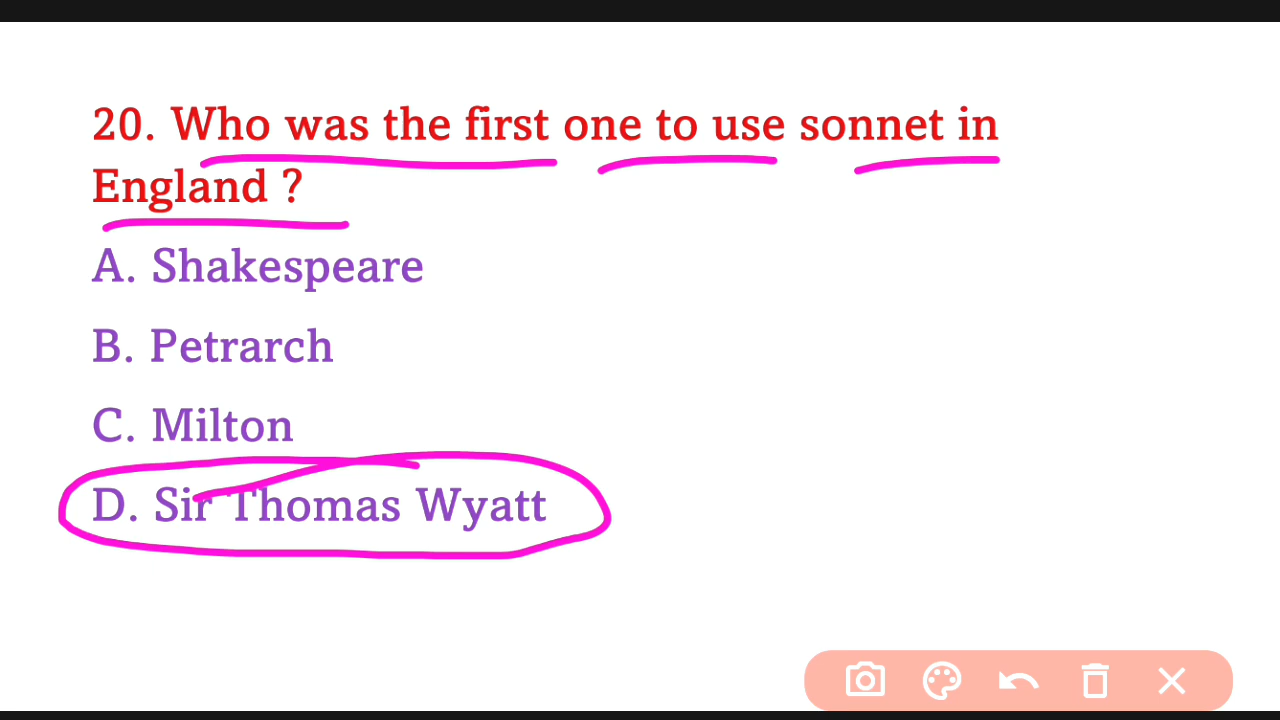 20. Who was the first one to use sonnet in
England ?
A. Shakespeare
B. Petrarch
C. Milton
D. Sir Thomas Wyatt